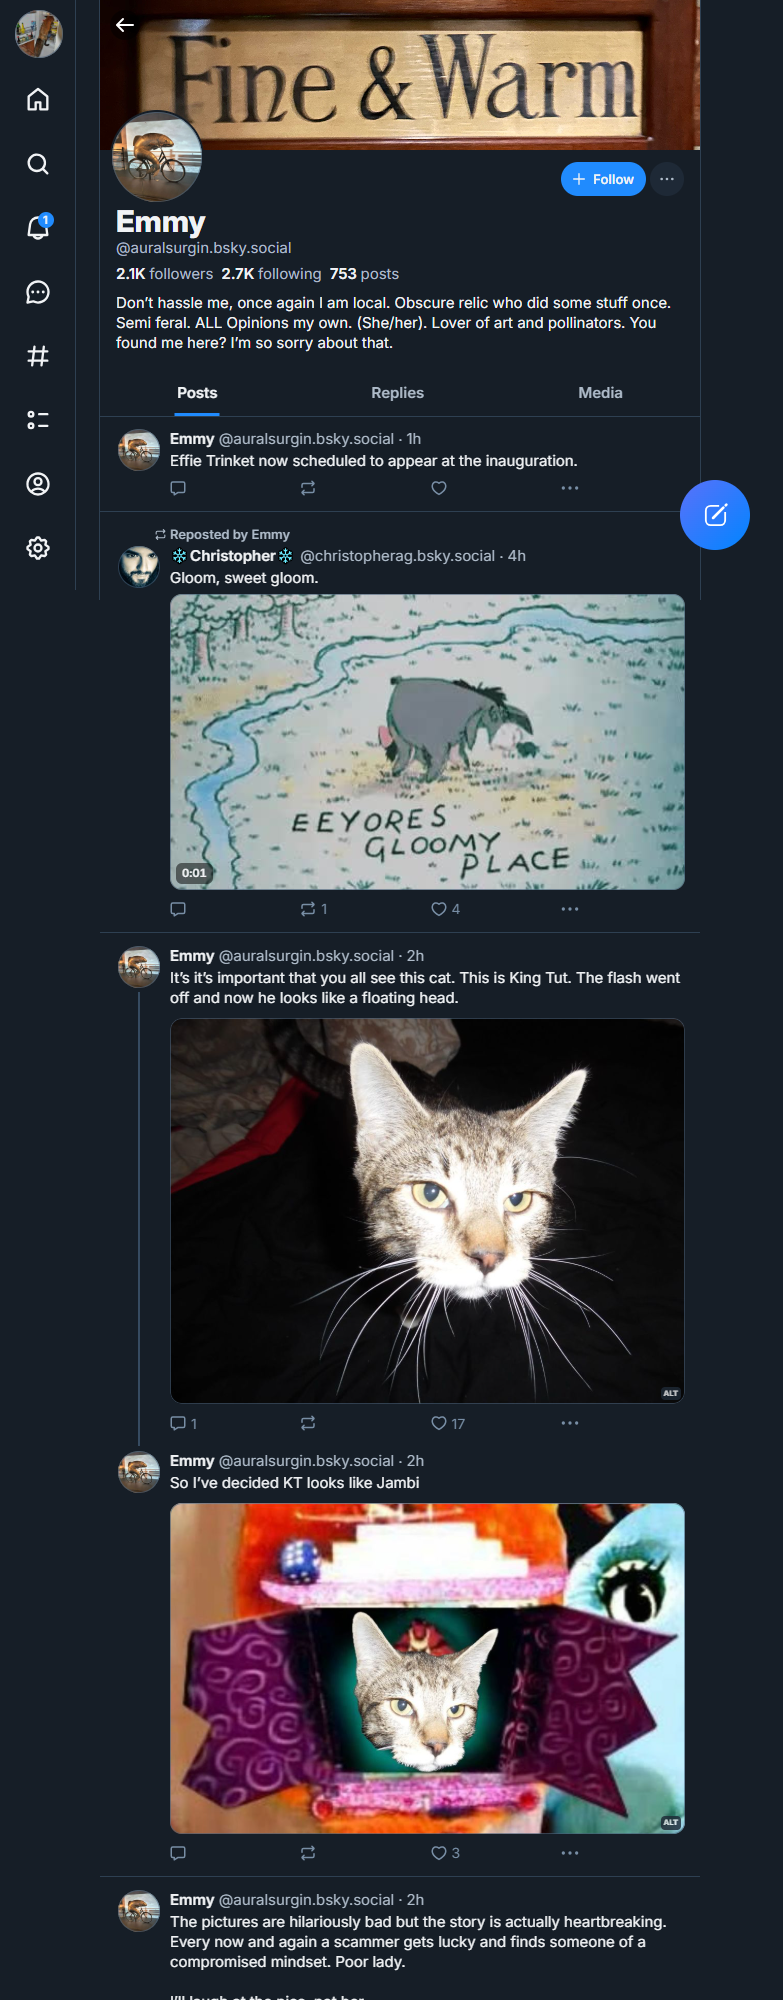 Fine & Warm
1
Follow
Emmy
@auralsurgin.bsky.social
2.1K followers 2.7K following 753 posts
Don’t hassle me, once again I am local. Obscure relic who did some stuff once.
Semi feral. ALL Opinions my own. (She/her). Lover of art and pollinators. You
found me here? I’m so sorry about that.
Posts Replies Media
Emmy @auralsurgin.bsky.social · 1h
Effie Trinket now scheduled to appear at the inauguration.
Reposted by Emmy
Christopher @christopherag.bsky.social · 4h
Gloom, sweet gloom.
EEYORES
GLOOMY
PLACE
0:01
1 4
Emmy @auralsurgin.bsky.social · 2h
It’s it’s important that you all see this cat. This is King Tut. The flash went
off and now he looks like a floating head.
ALT
1 17
Emmy @auralsurgin.bsky.social · 2h
So I’ve decided KT looks like Jambi
ALT
3
Emmy @auralsurgin.bsky.social · 2h
The pictures are hilariously bad but the story is actually heartbreaking.
Every now and again a scammer gets lucky and finds someone of a
compromised mindset. Poor lady.
I’ll laugh at the pics, not her